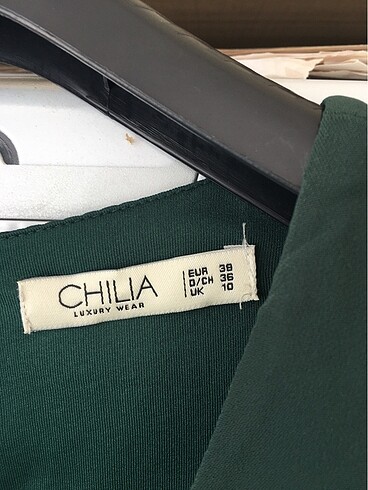 CHILIA
LUXURY WEAR
EUR 38
D/CH 36
UK 10